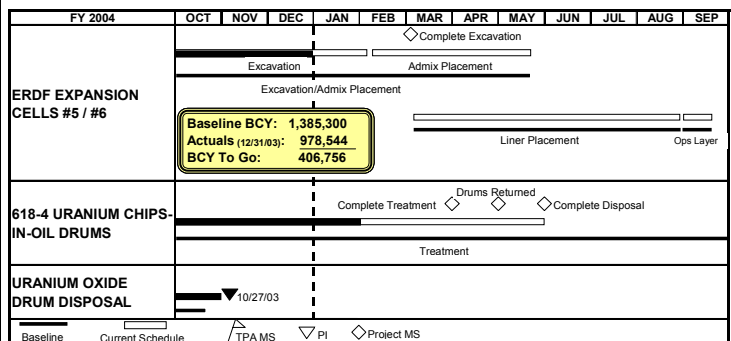 FY 2004 OCT NOV DEC JAN FEB MAR APR MAY JUN JUL AUG SEP
Complete Excavation
Excavation Admix Placement
Excavation/Admix Placement
ERDF EXPANSION
CELLS #5 / #6
Baseline BCY: 1,385,300
Actuals (12/31/03): 978,544
BCY To Go: 406,756
Liner Placement Ops Layer
Drums Returned
Complete Treatment Complete Disposal
618-4 URANIUM CHIPS-
IN-OIL DRUMS
Treatment
URANIUM OXIDE
DRUM DISPOSAL
10/27/03
Baseline Current Schedule TPA MS PI Project MS